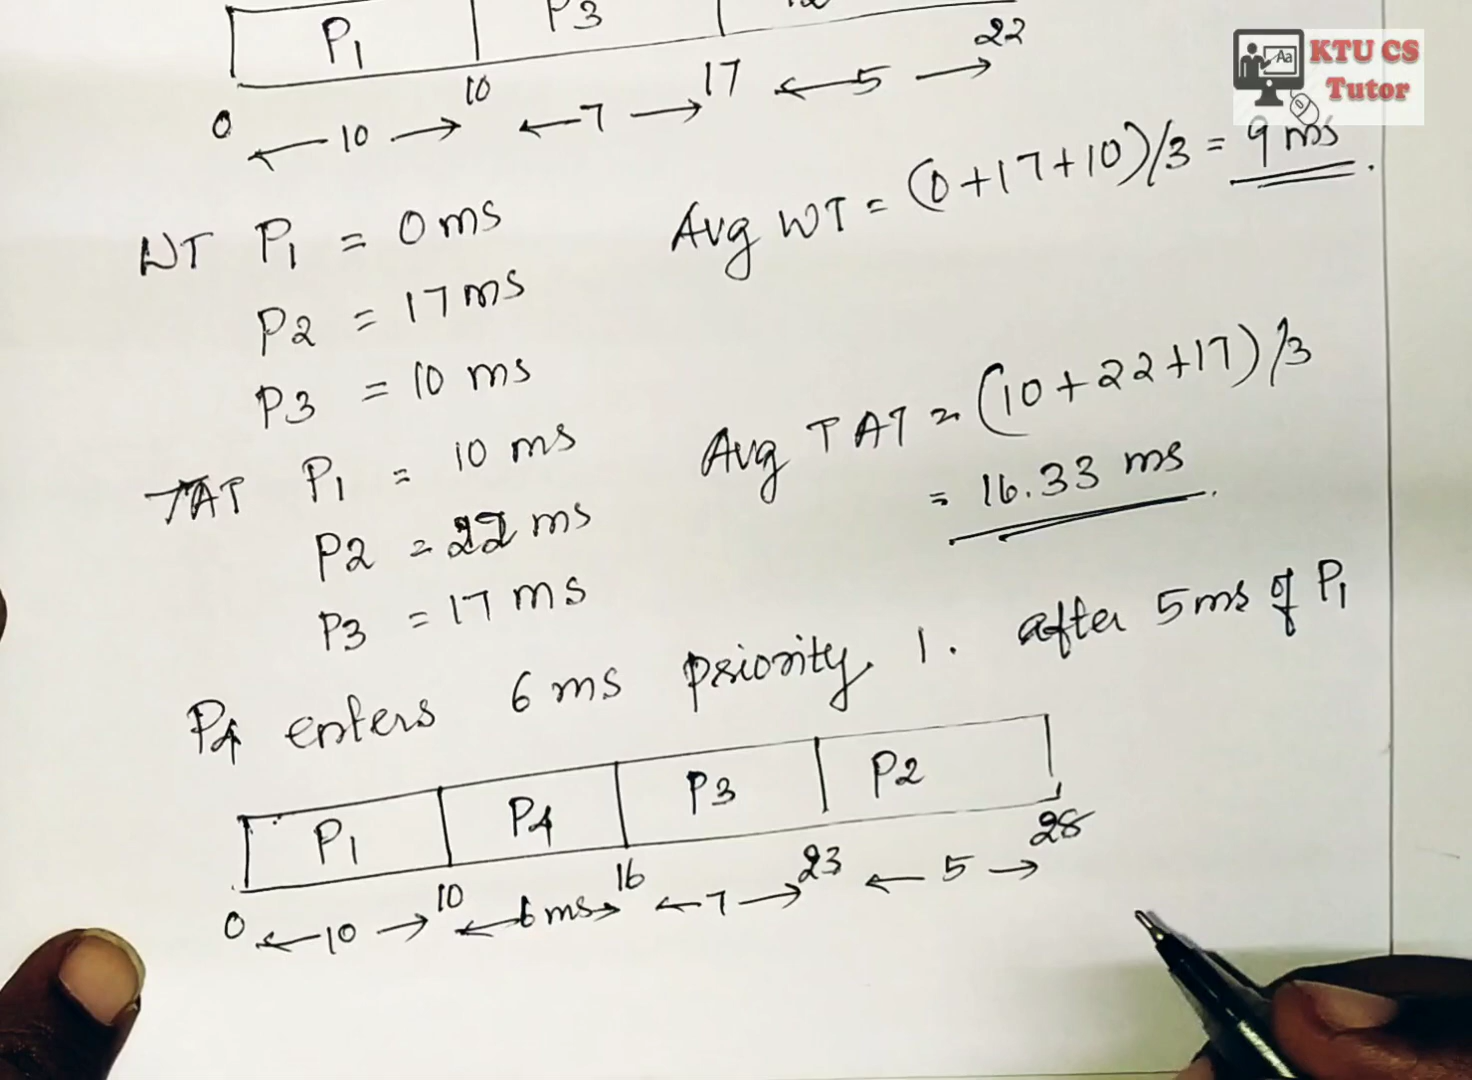 P1 P3
0 10 17 22
10 7 5
Aa KTU CS
Tutor
WT P1 = 0 ms
P2 = 17 ms
P3 = 10 ms
Avg WT = (0+17+10)/3 = 9 ms.
TAT P1 = 10 ms
P2 = 22 ms
P3 = 17 ms
Avg TAT = (10+22+17)/3
= 16.33 ms.
P4 enters 6 ms priority 1. after 5 ms of P1
P1 P4 P3 P2
0 10 16 23 28
10 6 ms 7 5